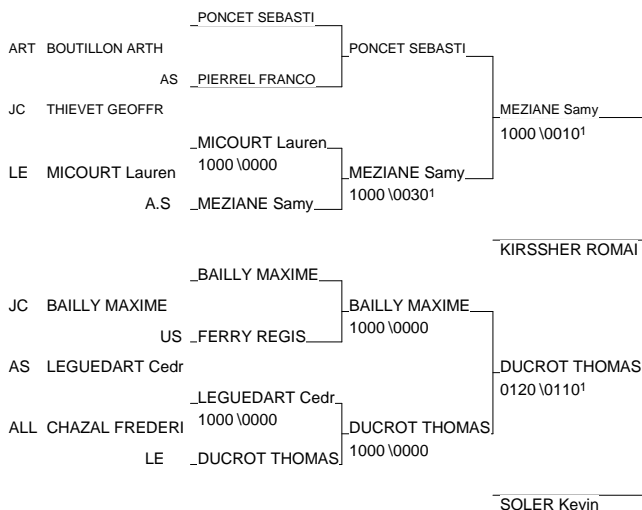 PONCET SEBASTI
ART BOUTILLON ARTH PONCET SEBASTI
AS PIERREL FRANCO
JC THIEVET GEOFFR MEZIANE Samy
1000 \0010¹
MICOURT Lauren
1000 \0000
LE MICOURT Lauren MEZIANE Samy
1000 \0030¹
A.S MEZIANE Samy
KIRSSHER ROMAI
BAILLY MAXIME
JC BAILLY MAXIME BAILLY MAXIME
1000 \0000
US FERRY REGIS
AS LEGUEDART Cedr DUCROT THOMAS
0120 \0110¹
LEGUEDART Cedr
1000 \0000
ALL CHAZAL FREDERI DUCROT THOMAS
1000 \0000
LE DUCROT THOMAS
SOLER Kevin